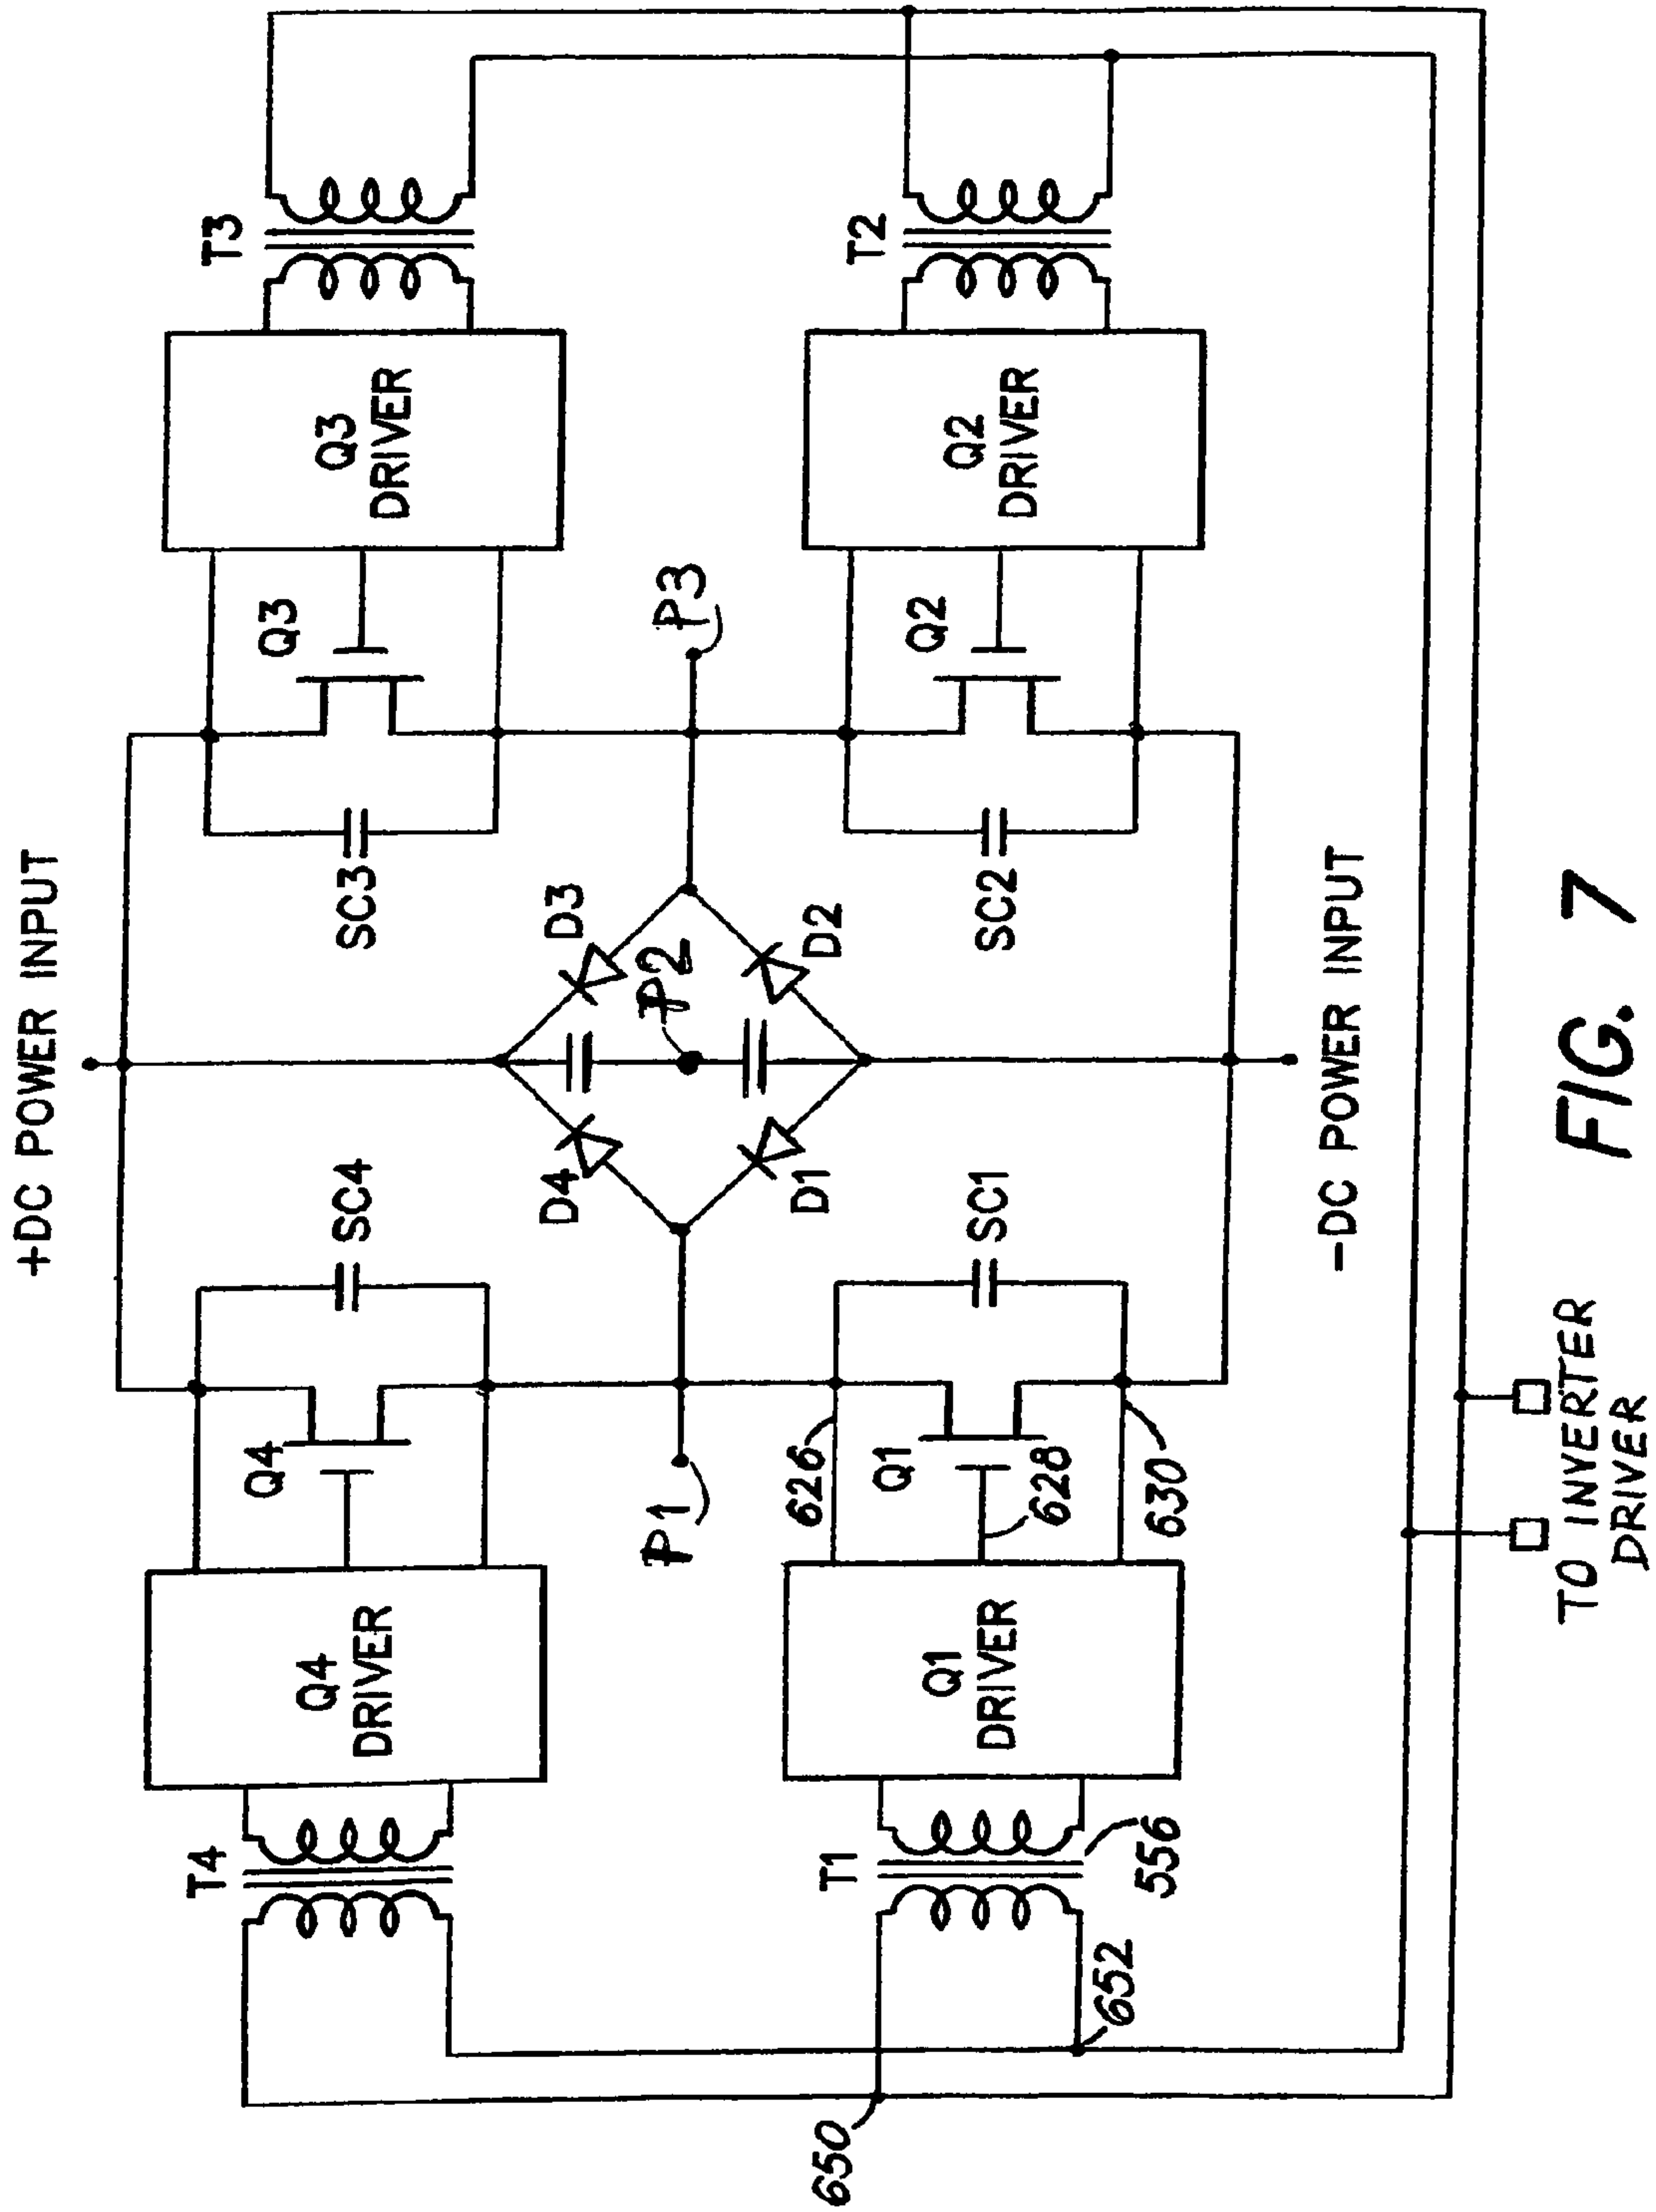 +DC POWER INPUT
T4
Q4
DRIVER
Q4
SC4
D4
D3
SC3
Q3
Q3
DRIVER
T3
P1
P2
P3
650
652
T1
556
Q1
DRIVER
626
Q1
628
630
SC1
D1
D2
SC2
Q2
Q2
DRIVER
T2
-DC POWER INPUT
TO INVERTER
DRIVER
FIG. 7